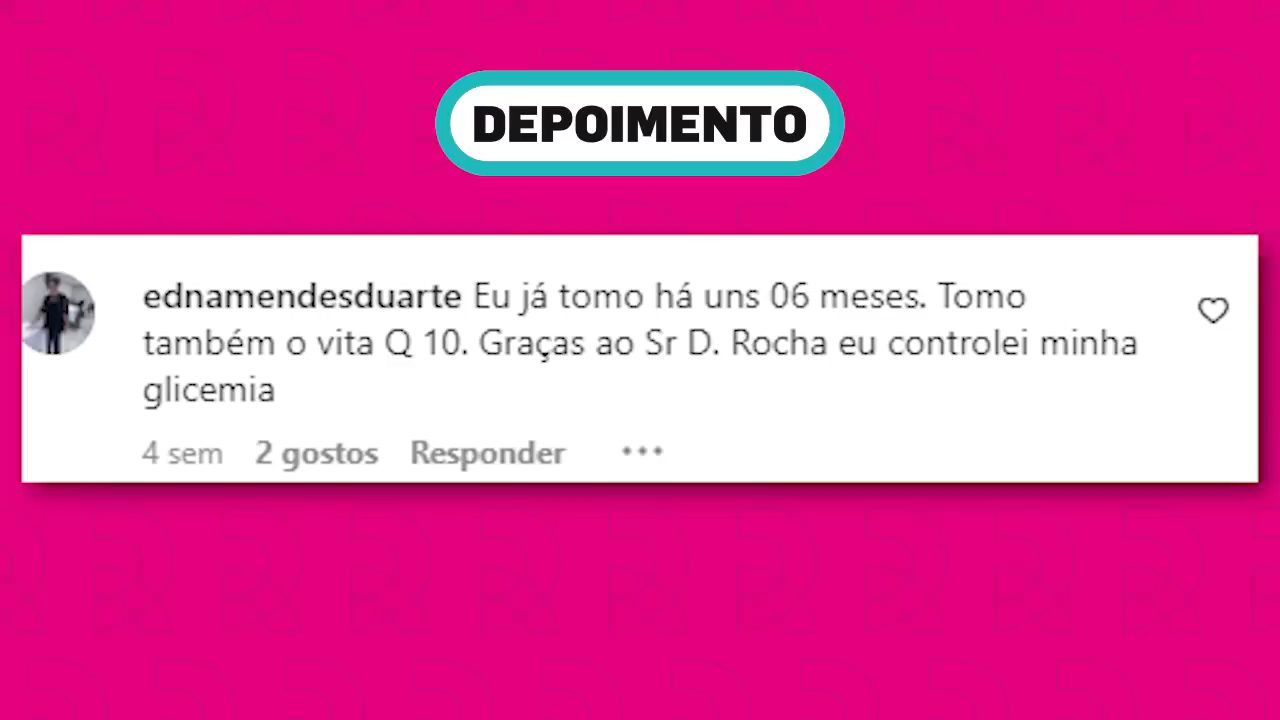 DEPOIMENTO
ednamendesduarte Eu já tomo há uns 06 meses. Tomo
também o vita Q 10. Graças ao Sr D. Rocha eu controlei minha
glicemia
4 sem 2 gostos Responder •••